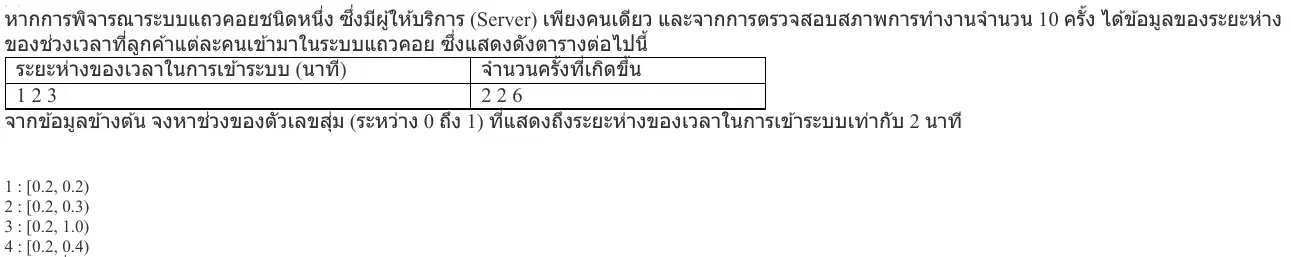 หากการพิจารณาระบบแถวคอยชนิดหนึ่ง ซึ่งมีผู้ให้บริการ (Server) เพียงคนเดียว และจากการตรวจสอบสภาพการทำงานจำนวน 10 ครั้ง ได้ข้อมูลของระยะห่าง
ของช่วงเวลาที่ลูกค้าแต่ละคนเข้ามาในระบบแถวคอย ซึ่งแสดงดังตารางต่อไปนี้
ระยะห่างของเวลาในการเข้าระบบ (นาที) จำนวนครั้งที่เกิดขึ้น
1 2 3 2 2 6
จากข้อมูลข้างต้น จงหาช่วงของตัวเลขสุ่ม (ระหว่าง 0 ถึง 1) ที่แสดงถึงระยะห่างของเวลาในการเข้าระบบเท่ากับ 2 นาที
1 : [0.2, 0.2)
2 : [0.2, 0.3)
3 : [0.2, 1.0)
4 : [0.2, 0.4)